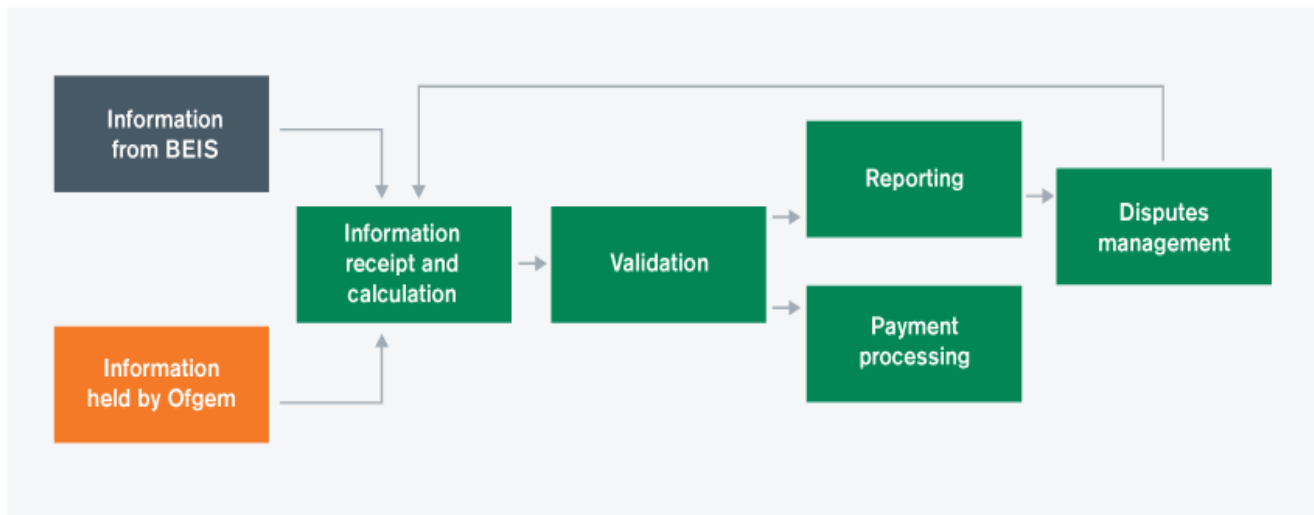 Information
from BEIS
Information
held by Ofgem
Information
receipt and
calculation
Validation
Reporting
Payment
processing
Disputes
management